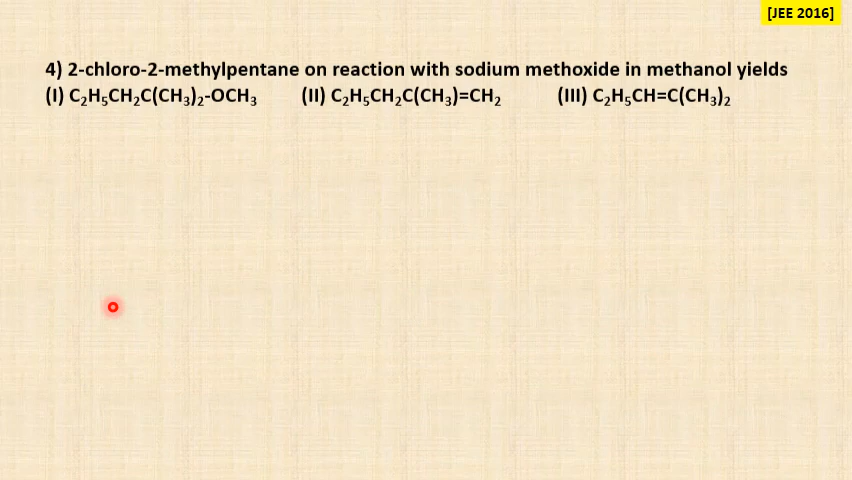 [JEE 2016]
4) 2-chloro-2-methylpentane on reaction with sodium methoxide in methanol yields
(I) C₂H₅CH₂C(CH₃)₂-OCH₃ (II) C₂H₅CH₂C(CH₃)=CH₂ (III) C₂H₅CH=C(CH₃)₂